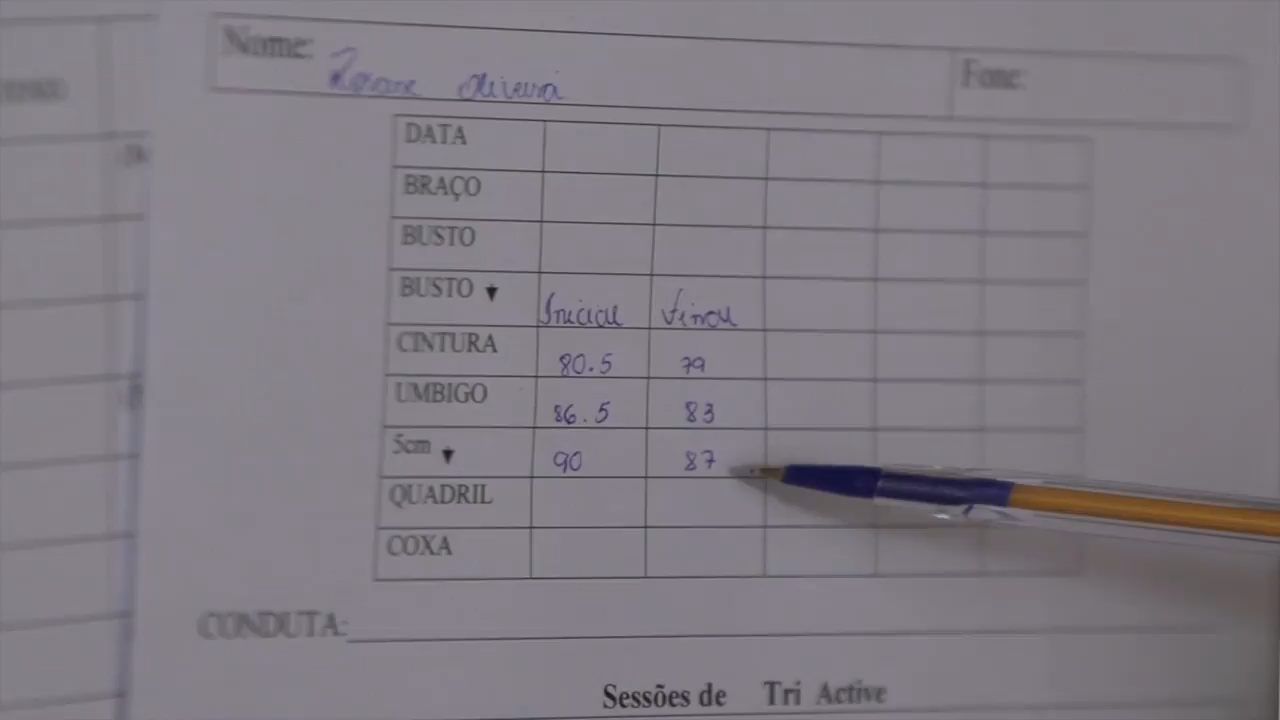 Nome: Oliveira Fone:
DATA
BRAÇO
BUSTO
BUSTO Inicial Final
CINTURA 80.5 79
UMBIGO 86.5 83
5cm 90 87
QUADRIL
COXA
CONDUTA:
Sessões de Tri Active